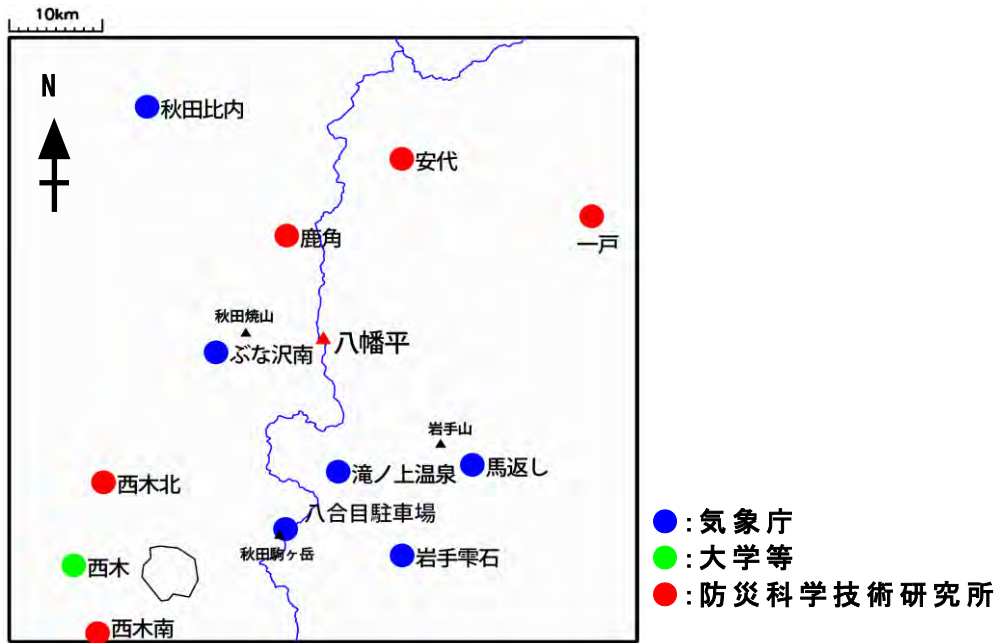 10km
N
秋田比内
安代
一戸
鹿角
秋田焼山
八幡平
ぶな沢南
岩手山
馬返し
滝ノ上温泉
西木北
八合目駐車場
秋田駒ヶ岳
岩手雫石
西木
西木南
:気象庁
:大学等
:防災科学技術研究所